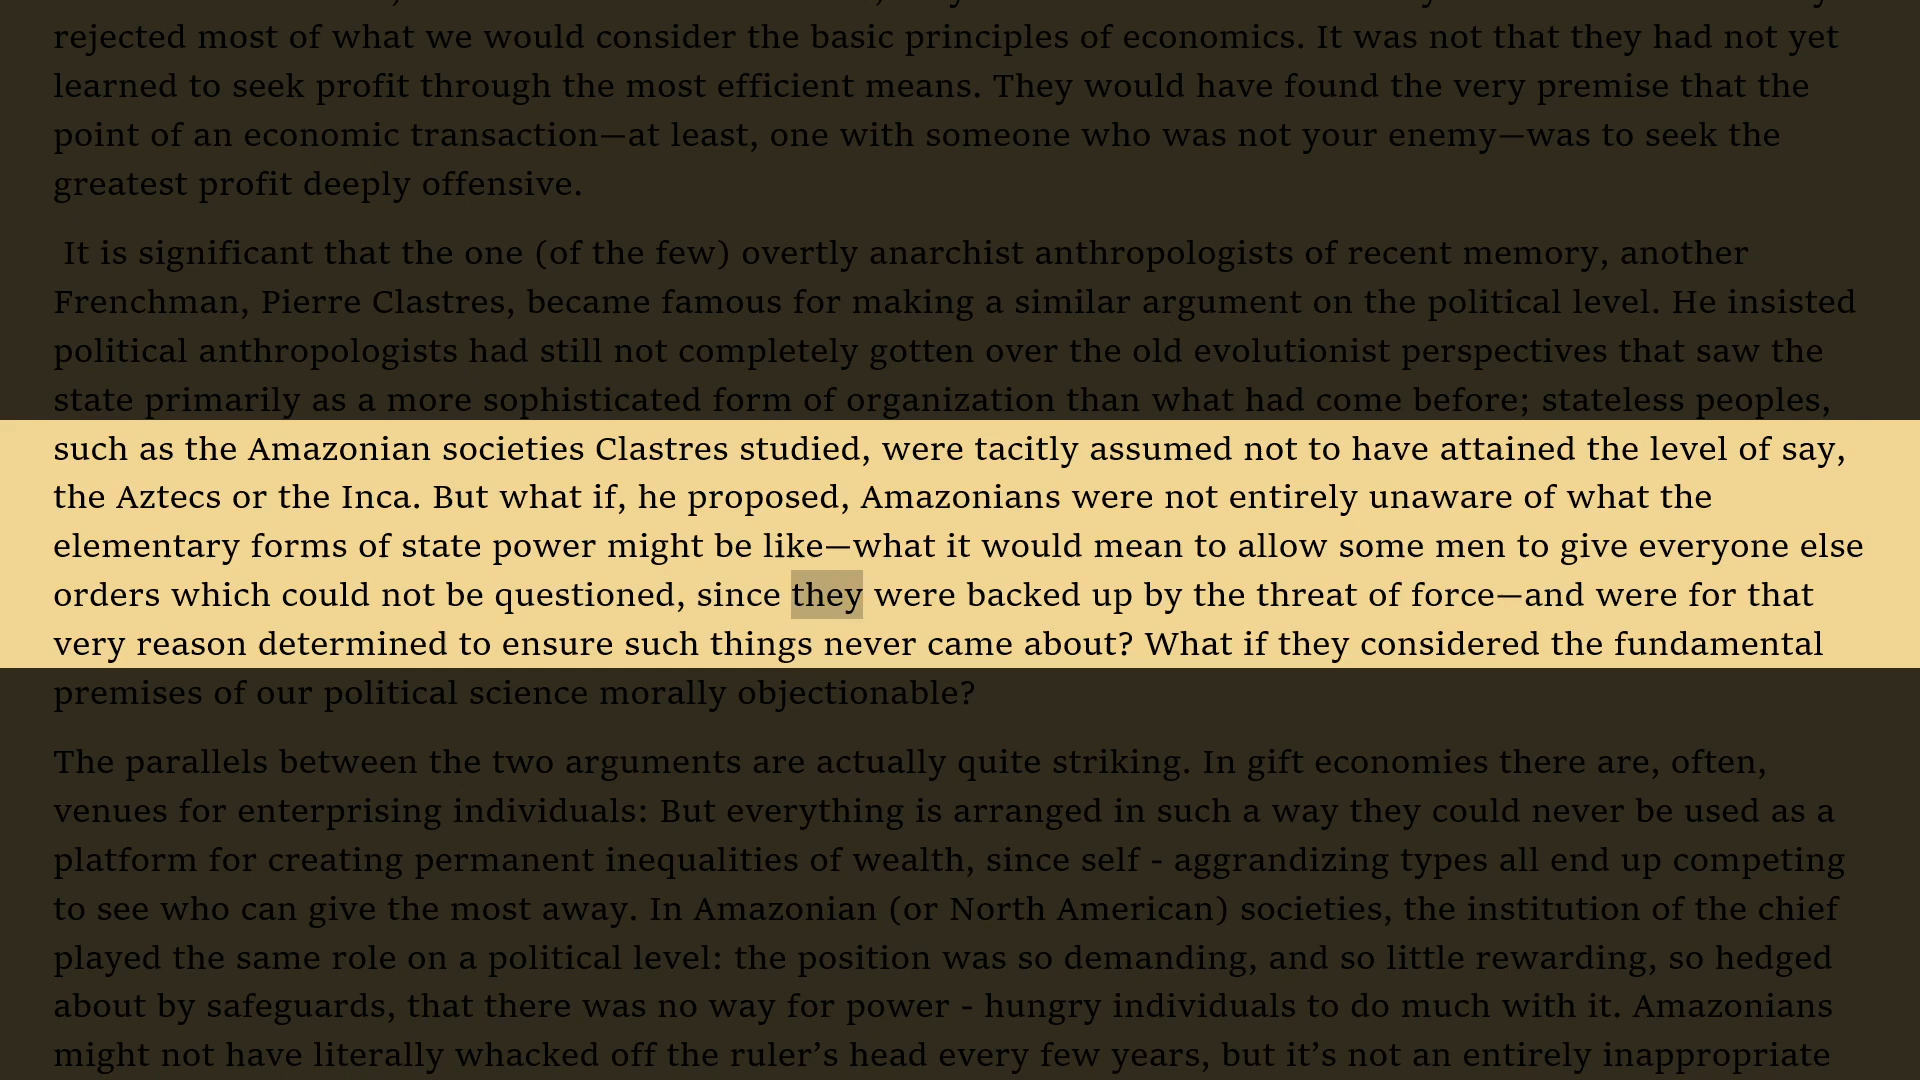 rejected most of what we would consider the basic principles of economics. It was not that they had not yet
learned to seek profit through the most efficient means. They would have found the very premise that the
point of an economic transaction—at least, one with someone who was not your enemy—was to seek the
greatest profit deeply offensive.
It is significant that the one (of the few) overtly anarchist anthropologists of recent memory, another
Frenchman, Pierre Clastres, became famous for making a similar argument on the political level. He insisted
political anthropologists had still not completely gotten over the old evolutionist perspectives that saw the
state primarily as a more sophisticated form of organization than what had come before; stateless peoples,
such as the Amazonian societies Clastres studied, were tacitly assumed not to have attained the level of say,
the Aztecs or the Inca. But what if, he proposed, Amazonians were not entirely unaware of what the
elementary forms of state power might be like—what it would mean to allow some men to give everyone else
orders which could not be questioned, since they were backed up by the threat of force—and were for that
very reason determined to ensure such things never came about? What if they considered the fundamental
premises of our political science morally objectionable?
The parallels between the two arguments are actually quite striking. In gift economies there are, often,
venues for enterprising individuals: But everything is arranged in such a way they could never be used as a
platform for creating permanent inequalities of wealth, since self - aggrandizing types all end up competing
to see who can give the most away. In Amazonian (or North American) societies, the institution of the chief
played the same role on a political level: the position was so demanding, and so little rewarding, so hedged
about by safeguards, that there was no way for power - hungry individuals to do much with it. Amazonians
might not have literally whacked off the ruler’s head every few years, but it’s not an entirely inappropriate